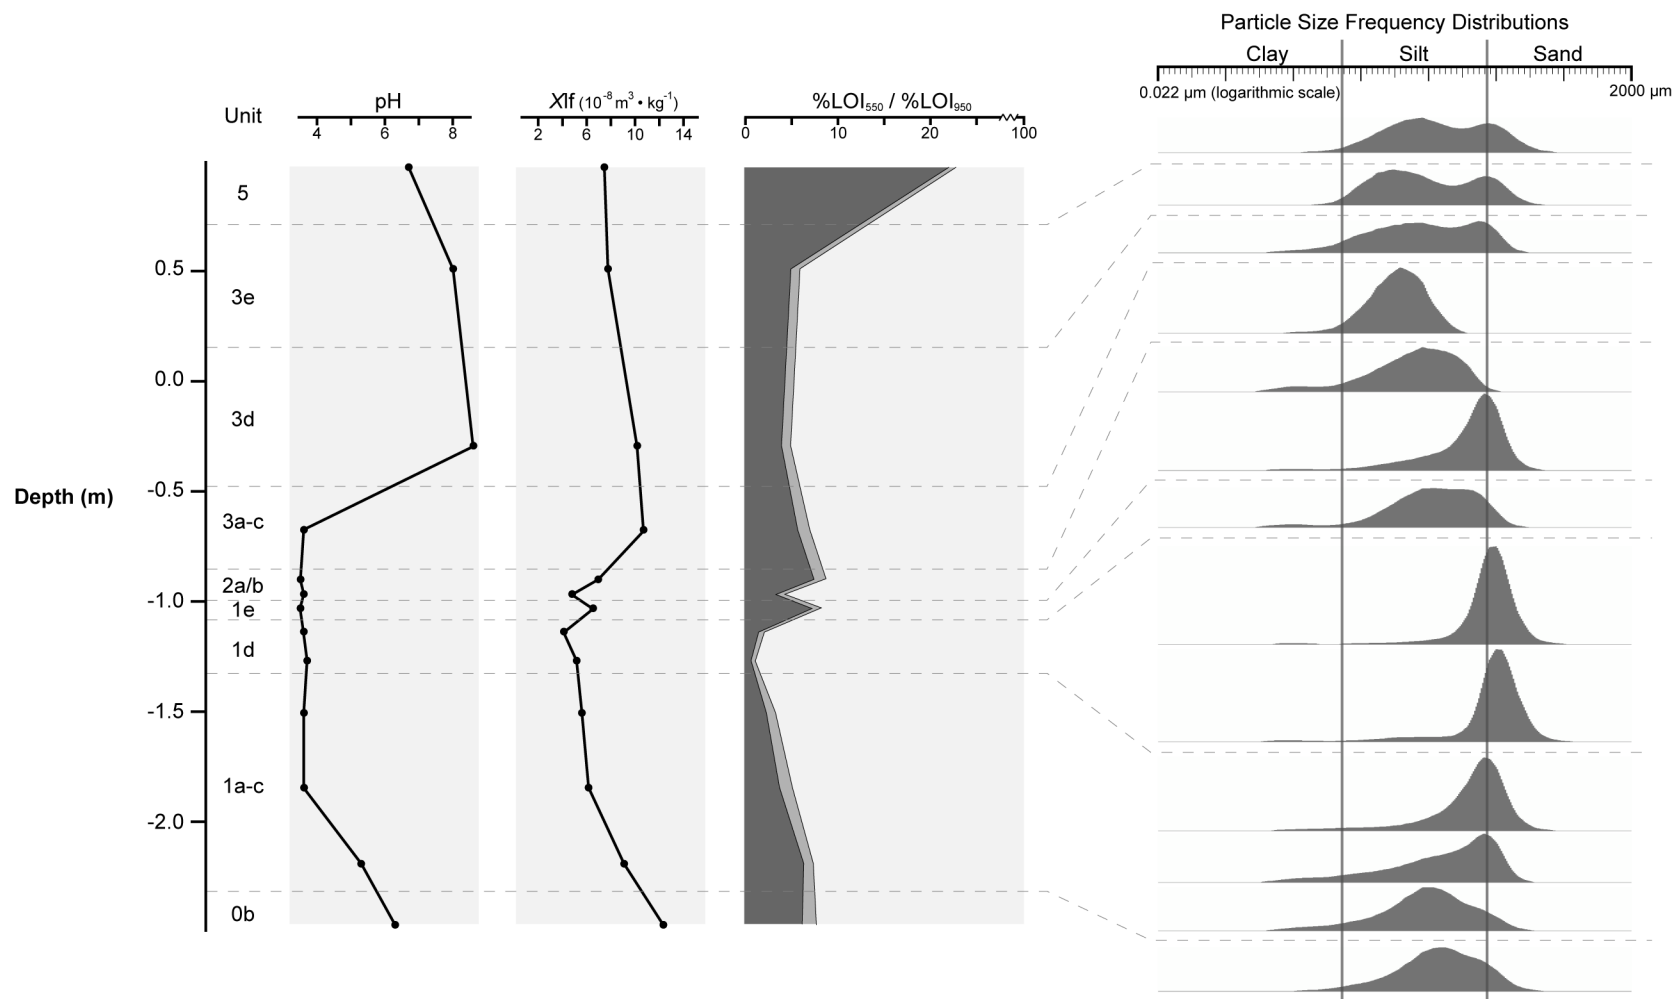 Particle Size Frequency Distributions
Clay Silt Sand
0.022 µm (logarithmic scale) 2000 µm
Unit pH Xlf (10⁻⁸ m³ • kg⁻¹) %LOI₅₅₀ / %LOI₉₅₀
4 6 8 2 6 10 14 0 10 20 100
5
0.5
3e
0.0
3d
Depth (m) -0.5
3a-c
2a/b
-1.0
1e
1d
-1.5
1a-c
-2.0
0b